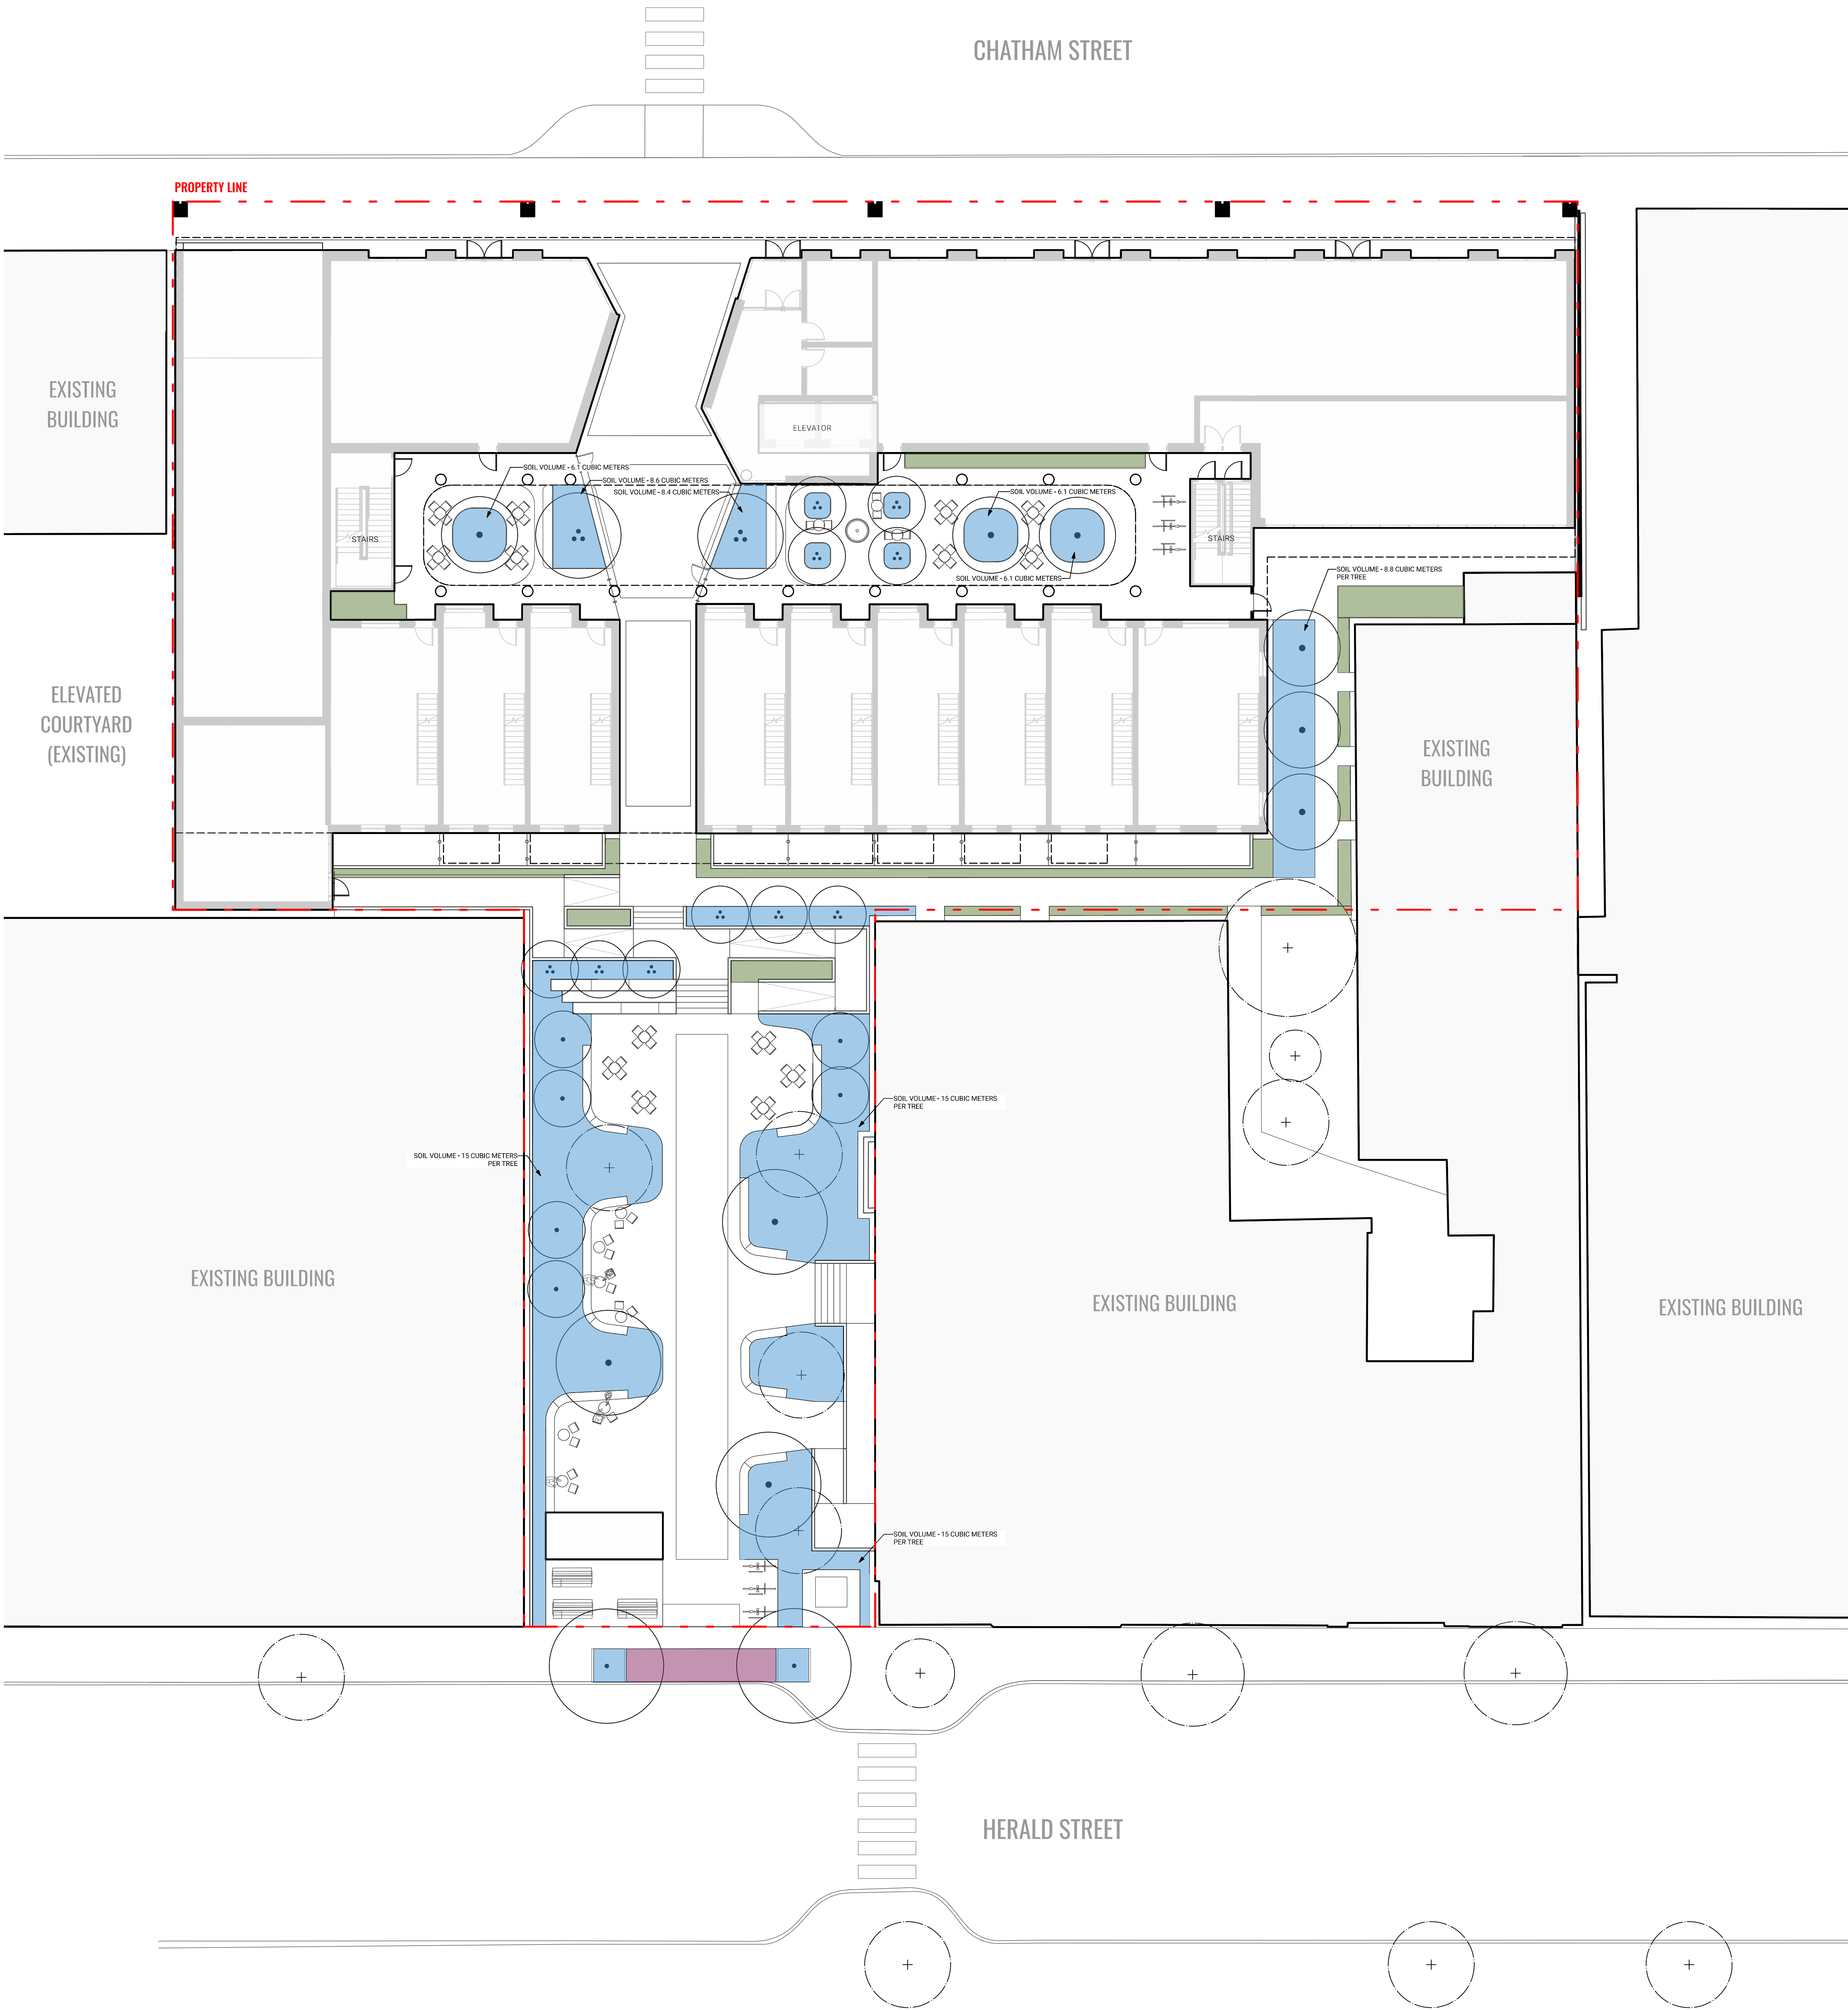 CHATHAM STREET
PROPERTY LINE
EXISTING
BUILDING
ELEVATOR
SOIL VOLUME - 6.1 CUBIC METERS
SOIL VOLUME - 8.6 CUBIC METERS
SOIL VOLUME - 8.4 CUBIC METERS
SOIL VOLUME - 6.1 CUBIC METERS
STAIRS
STAIRS
SOIL VOLUME - 6.1 CUBIC METERS
SOIL VOLUME - 8.8 CUBIC METERS
PER TREE
ELEVATED
COURTYARD
(EXISTING)
EXISTING
BUILDING
SOIL VOLUME - 15 CUBIC METERS
PER TREE
SOIL VOLUME - 15 CUBIC METERS
PER TREE
EXISTING BUILDING
EXISTING BUILDING
EXISTING BUILDING
SOIL VOLUME - 15 CUBIC METERS
PER TREE
HERALD STREET